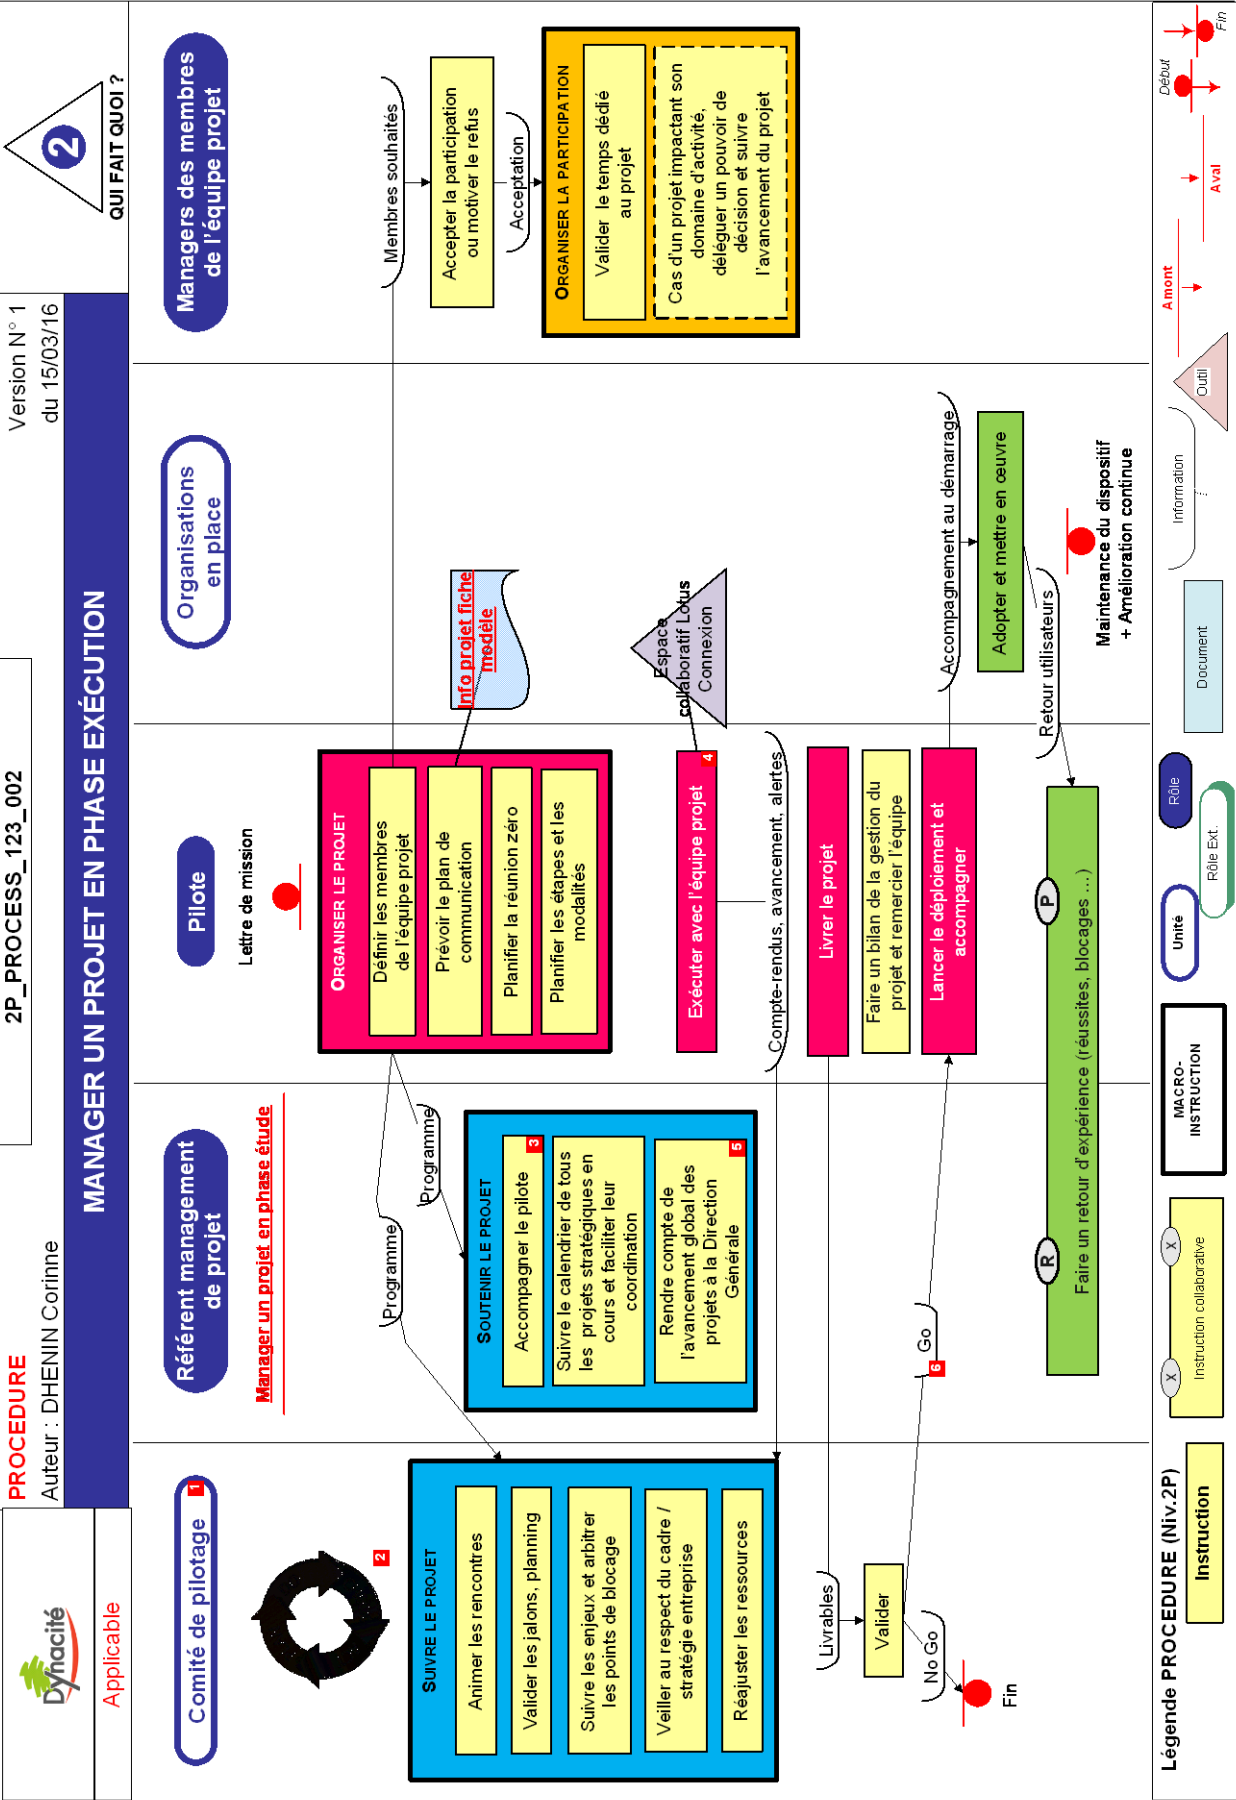 Dynacité
Applicable
PROCEDURE
Auteur : DHENIN Corinne
2P_PROCESS_123_002
Version N° 1
du 15/03/16
MANAGER UN PROJET EN PHASE EXÉCUTION
2
QUI FAIT QUOI ?
Comité de pilotage
1
Référent management
de projet
Pilote
Organisations
en place
Managers des membres
de l'équipe projet
2
SUIVRE LE PROJET
Animer les rencontres
Valider les jalons, planning
Suivre les enjeux et arbitrer
les points de blocage
Veiller au respect du cadre /
stratégie entreprise
Réajuster les ressources
Livrables
Valider
No Go
Fin
Manager un projet en phase étude
Programme
Programme
SOUTENIR LE PROJET
Accompagner le pilote
3
Suivre le calendrier de tous
les projets stratégiques en
cours et faciliter leur
coordination
Rendre compte de
l'avancement global des
projets à la Direction
Générale
5
Go
6
Lettre de mission
ORGANISER LE PROJET
Définir les membres
de l'équipe projet
Prévoir le plan de
communication
Planifier la réunion zéro
Planifier les étapes et les
modalités
Exécuter avec l'équipe projet
4
Compte-rendus, avancement, alertes
Livrer le projet
Faire un bilan de la gestion du
projet et remercier l'équipe
Lancer le déploiement et
accompagner
R
P
Faire un retour d'expérience (réussites, blocages ...)
Info projet fiche
modèle
Espace
collaboratif Lotus
Connexion
Accompagnement au démarrage
Adopter et mettre en œuvre
Retour utilisateurs
Maintenance du dispositif
+ Amélioration continue
Membres souhaités
Accepter la participation
ou motiver le refus
Acceptation
ORGANISER LA PARTICIPATION
Valider le temps dédié
au projet
Cas d'un projet impactant son
domaine d'activité,
déléguer un pouvoir de
décision et suivre
l'avancement du projet
Légende PROCEDURE (Niv.2P)
Instruction
X
X
Instruction collaborative
MACRO-
INSTRUCTION
Unité
Rôle Ext.
Rôle
Document
Information
Outil
Amont
Aval
Début
Fin